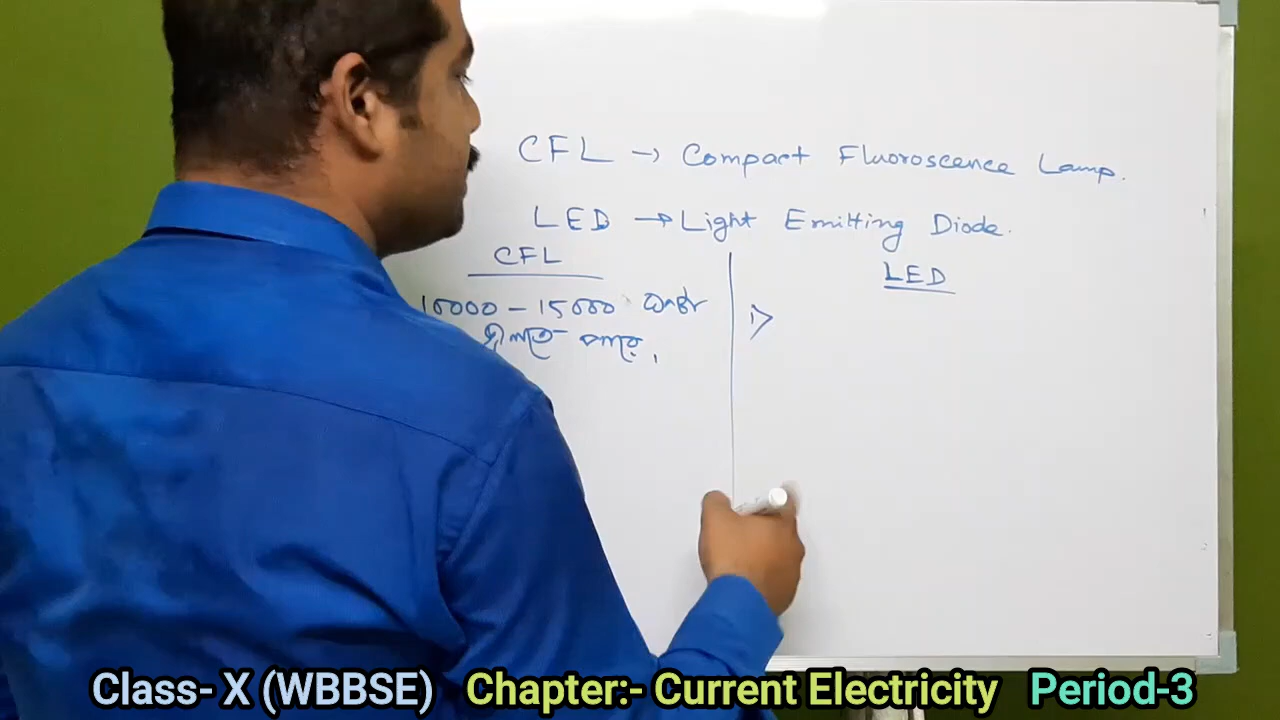 CFL → Compact Fluoroscence Lamp.
LED → Light Emitting Diode.
CFL
10000 - 15000 ঘন্টা
জ্বলতে পারে,
LED
i>
Class- X (WBBSE) Chapter:- Current Electricity Period-3